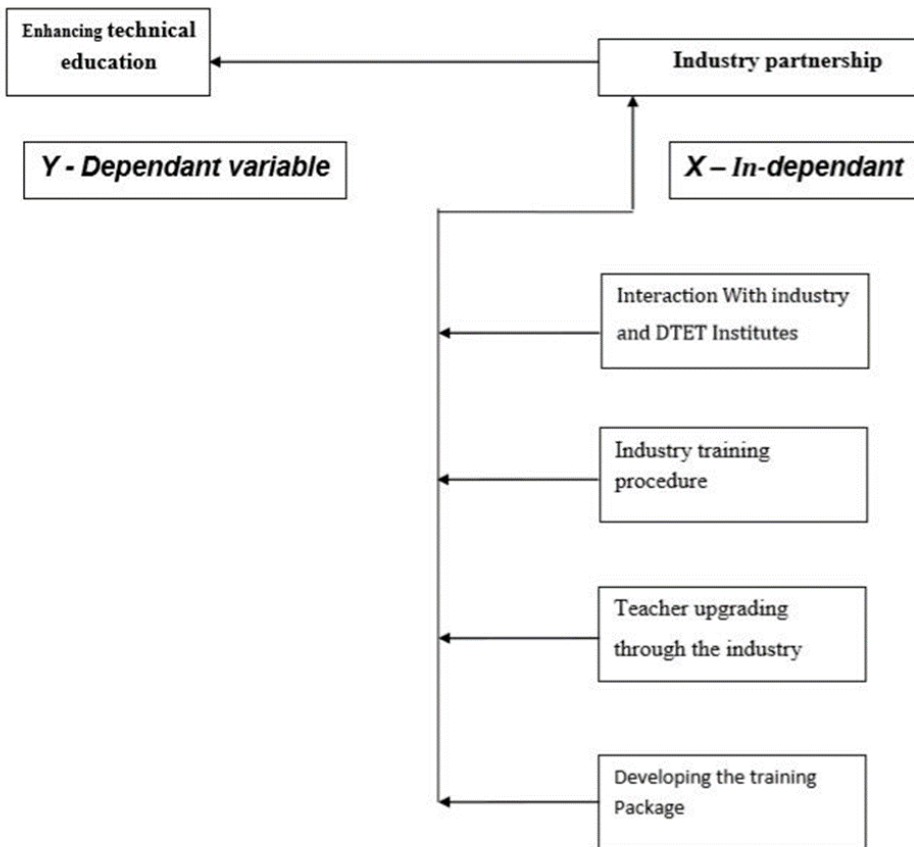 Enhancing technical
education
Industry partnership
Y - Dependant variable
X – In-dependant
Interaction With industry
and DTET Institutes
Industry training
procedure
Teacher upgrading
through the industry
Developing the training
Package